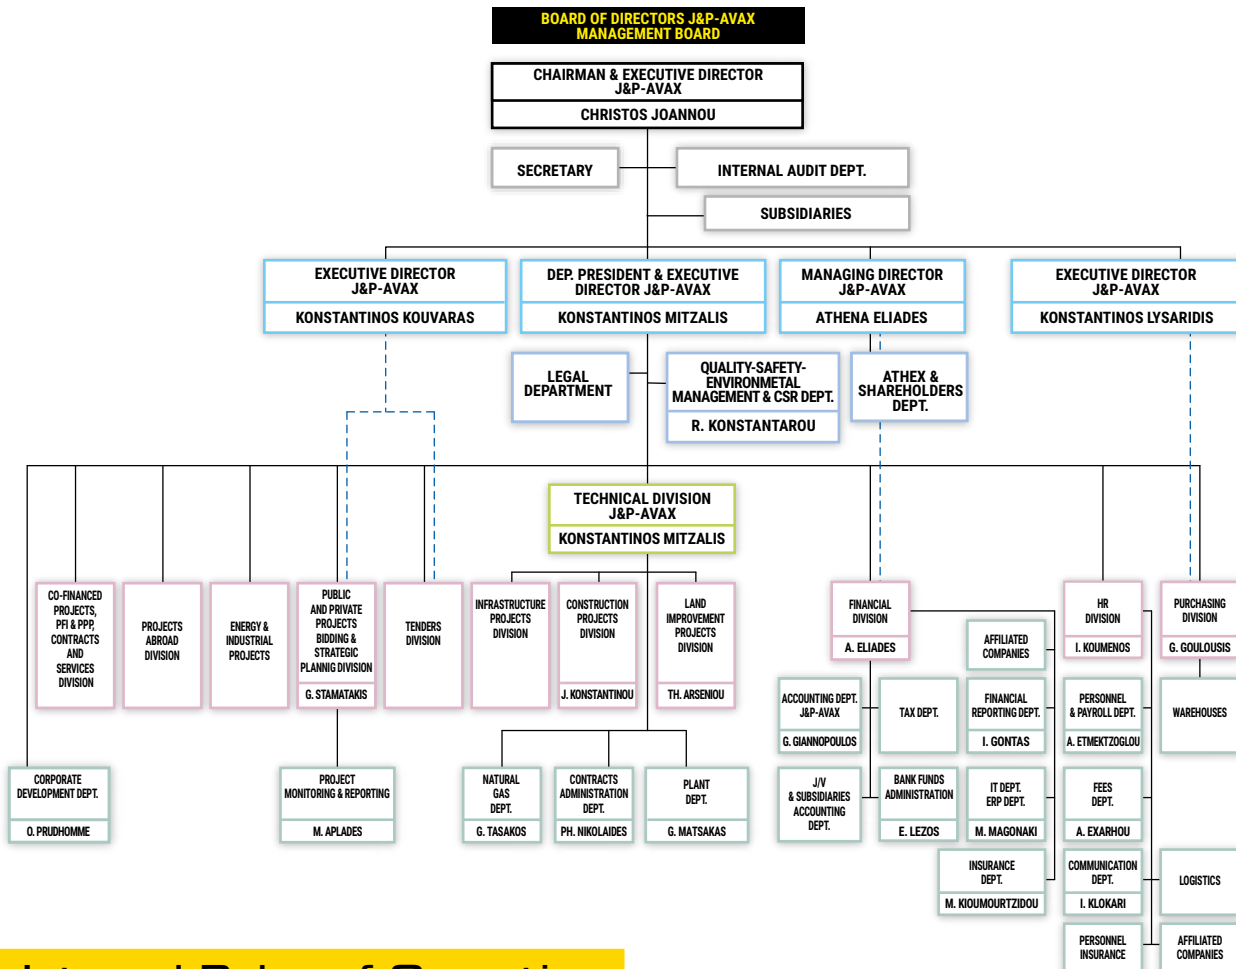 BOARD OF DIRECTORS J&P-AVAX
MANAGEMENT BOARD
CHAIRMAN & EXECUTIVE DIRECTOR
J&P-AVAX
CHRISTOS JOANNOU
SECRETARY
INTERNAL AUDIT DEPT.
SUBSIDIARIES
EXECUTIVE DIRECTOR
J&P-AVAX
KONSTANTINOS KOUVARAS
DEP. PRESIDENT & EXECUTIVE
DIRECTOR J&P-AVAX
KONSTANTINOS MITZALIS
MANAGING DIRECTOR
J&P-AVAX
ATHENA ELIADES
EXECUTIVE DIRECTOR
J&P-AVAX
KONSTANTINOS LYSARIDIS
LEGAL
DEPARTMENT
QUALITY-SAFETY-
ENVIRONMETAL
MANAGEMENT & CSR DEPT.
R. KONSTANTAROU
ATHEX &
SHAREHOLDERS
DEPT.
TECHNICAL DIVISION
J&P-AVAX
KONSTANTINOS MITZALIS
CO-FINANCED
PROJECTS,
PFI & PPP,
CONTRACTS
AND
SERVICES
DIVISION
PROJECTS
ABROAD
DIVISION
ENERGY &
INDUSTRIAL
PROJECTS
PUBLIC
AND PRIVATE
PROJECTS
BIDDING &
STRATEGIC
PLANNIG DIVISION
G. STAMATAKIS
TENDERS
DIVISION
INFRASTRUCTURE
PROJECTS
DIVISION
CONSTRUCTION
PROJECTS
DIVISION
J. KONSTANTINOU
LAND
IMPROVEMENT
PROJECTS
DIVISION
TH. ARSENIOU
FINANCIAL
DIVISION
A. ELIADES
AFFILIATED
COMPANIES
HR
DIVISION
I. KOUMENOS
PURCHASING
DIVISION
G. GOULOUSIS
ACCOUNTING DEPT.
J&P-AVAX
G. GIANNOPOULOS
TAX DEPT.
FINANCIAL
REPORTING DEPT.
I. GONTAS
PERSONNEL
& PAYROLL DEPT.
A. ETMEKTZOGLOU
WAREHOUSES
CORPORATE
DEVELOPMENT DEPT.
O. PRUDHOMME
PROJECT
MONITORING & REPORTING
M. APLADES
NATURAL
GAS
DEPT.
G. TASAKOS
CONTRACTS
ADMINISTRATION
DEPT.
PH. NIKOLAIDES
PLANT
DEPT.
G. MATSAKAS
J/V
& SUBSIDIARIES
ACCOUNTING
DEPT.
BANK FUNDS
ADMINISTRATION
E. LEZOS
IT DEPT.
ERP DEPT.
M. MAGONAKI
FEES
DEPT.
A. EXARHOU
INSURANCE
DEPT.
M. KIOUMOURTZIDOU
COMMUNICATION
DEPT.
I. KLOKARI
LOGISTICS
PERSONNEL
INSURANCE
AFFILIATED
COMPANIES